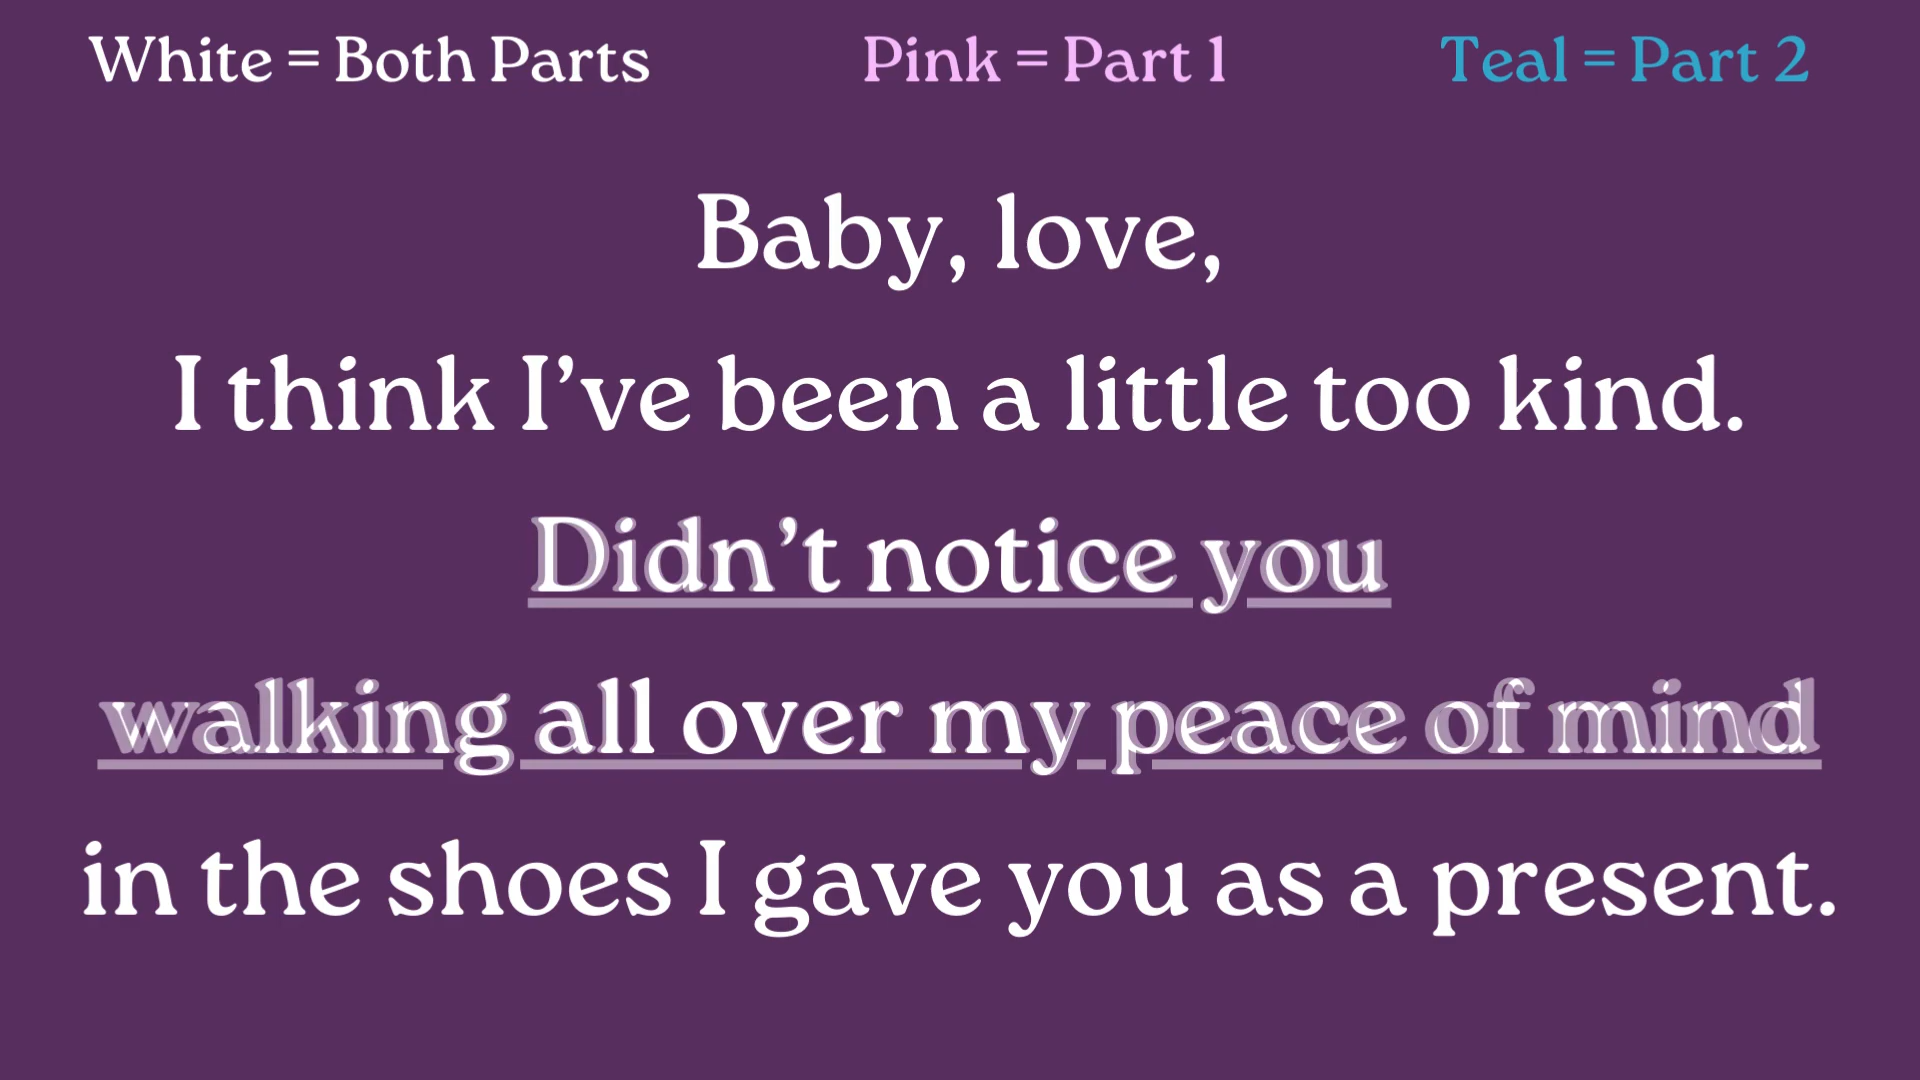 White = Both Parts Pink = Part 1 Teal = Part 2
Baby, love,
I think I’ve been a little too kind.
Didn’t notice you
walking all over my peace of mind
in the shoes I gave you as a present.